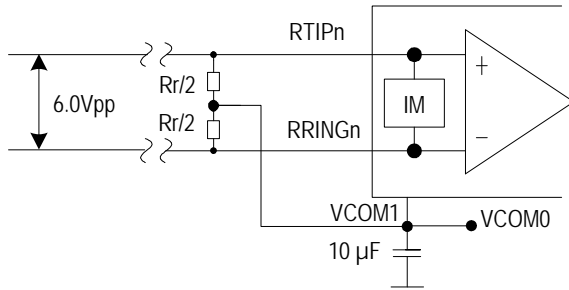 RTIPn
Rr/2
6.0Vpp
IM
+
Rr/2
RRINGn
−
VCOM1
VCOM0
10 µF